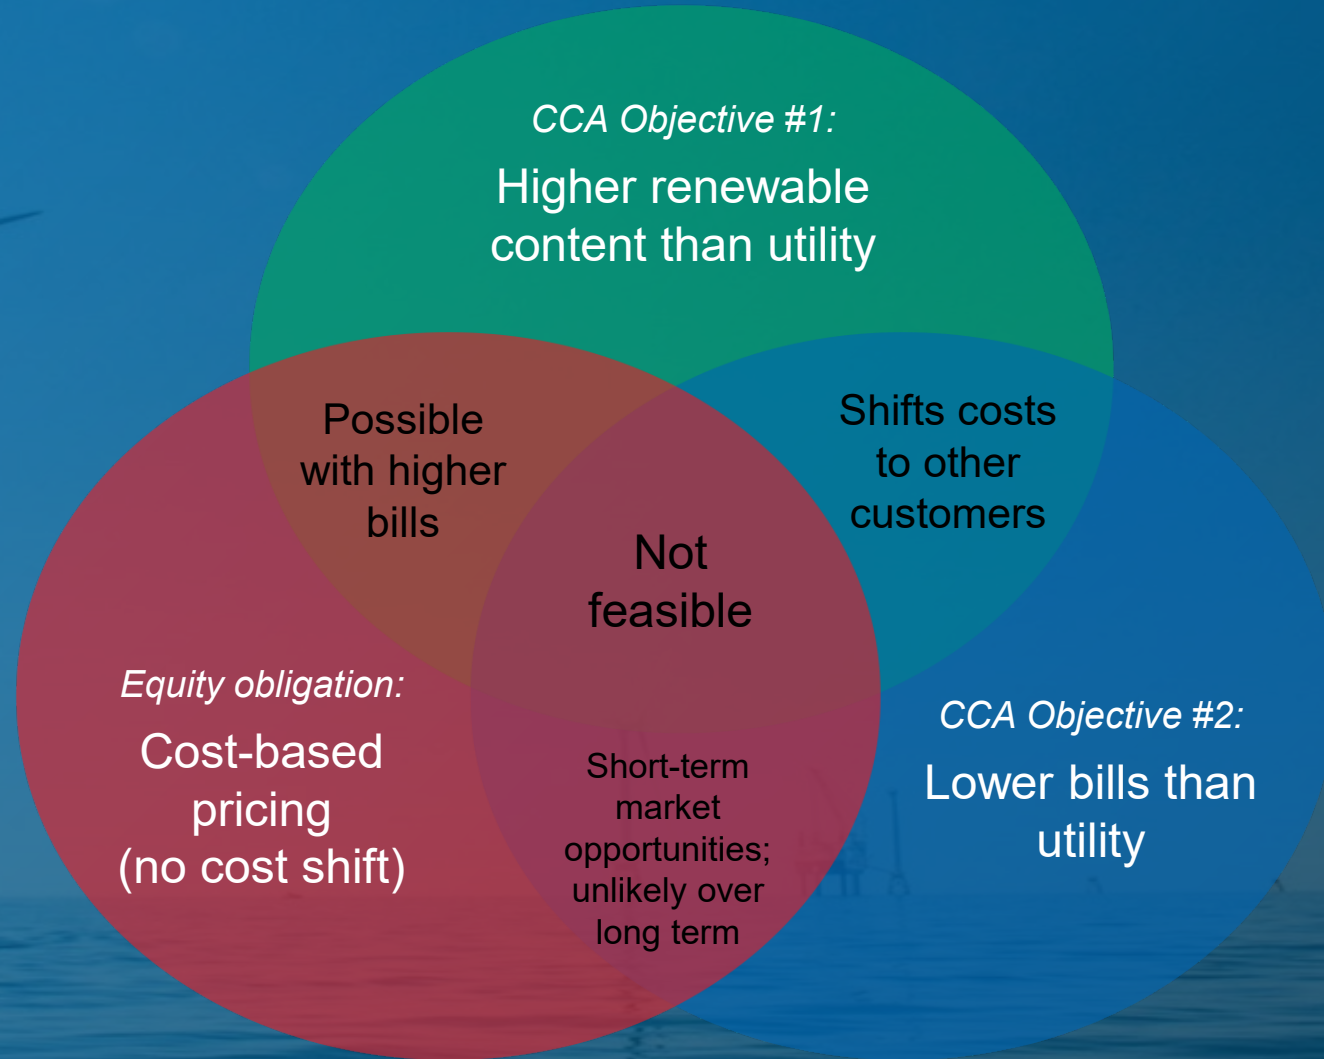 CCA Objective #1:
Higher renewable
content than utility
Possible
with higher
bills
Shifts costs
to other
customers
Not
feasible
Equity obligation:
Cost-based
pricing
(no cost shift)
Short-term
market
opportunities;
unlikely over
long term
CCA Objective #2:
Lower bills than
utility